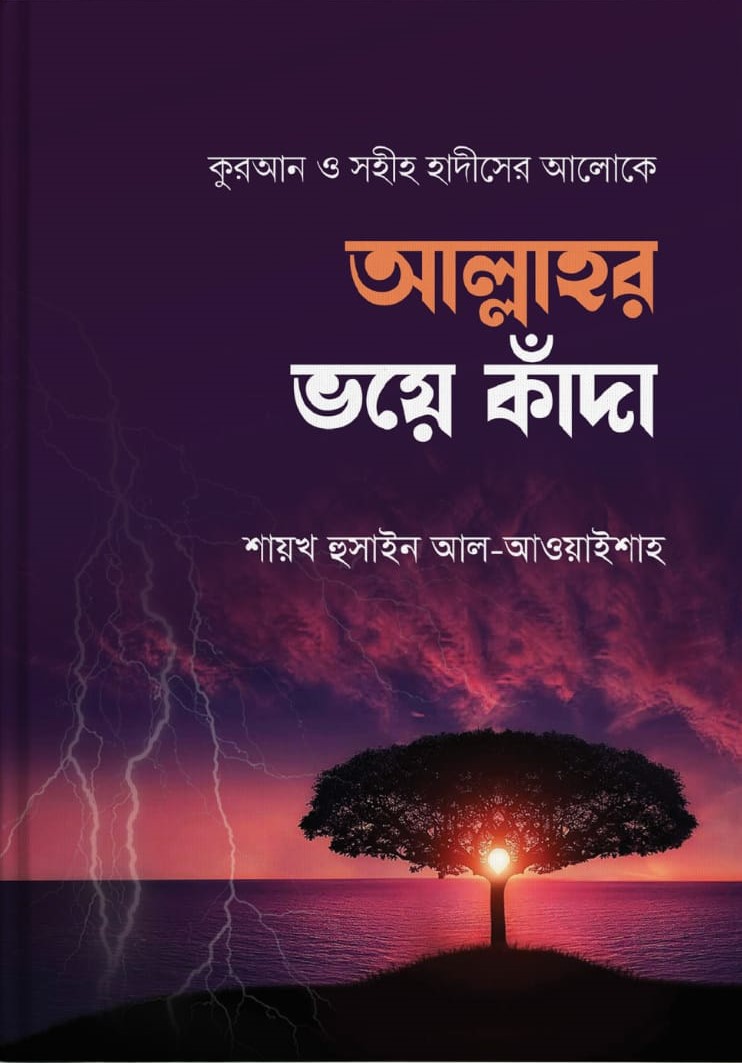 কুরআন ও সহীহ হাদীসের আলোকে
আল্লাহর
ভয়ে কাঁদা
শায়খ হুসাইন আল-আওয়াইশাহ